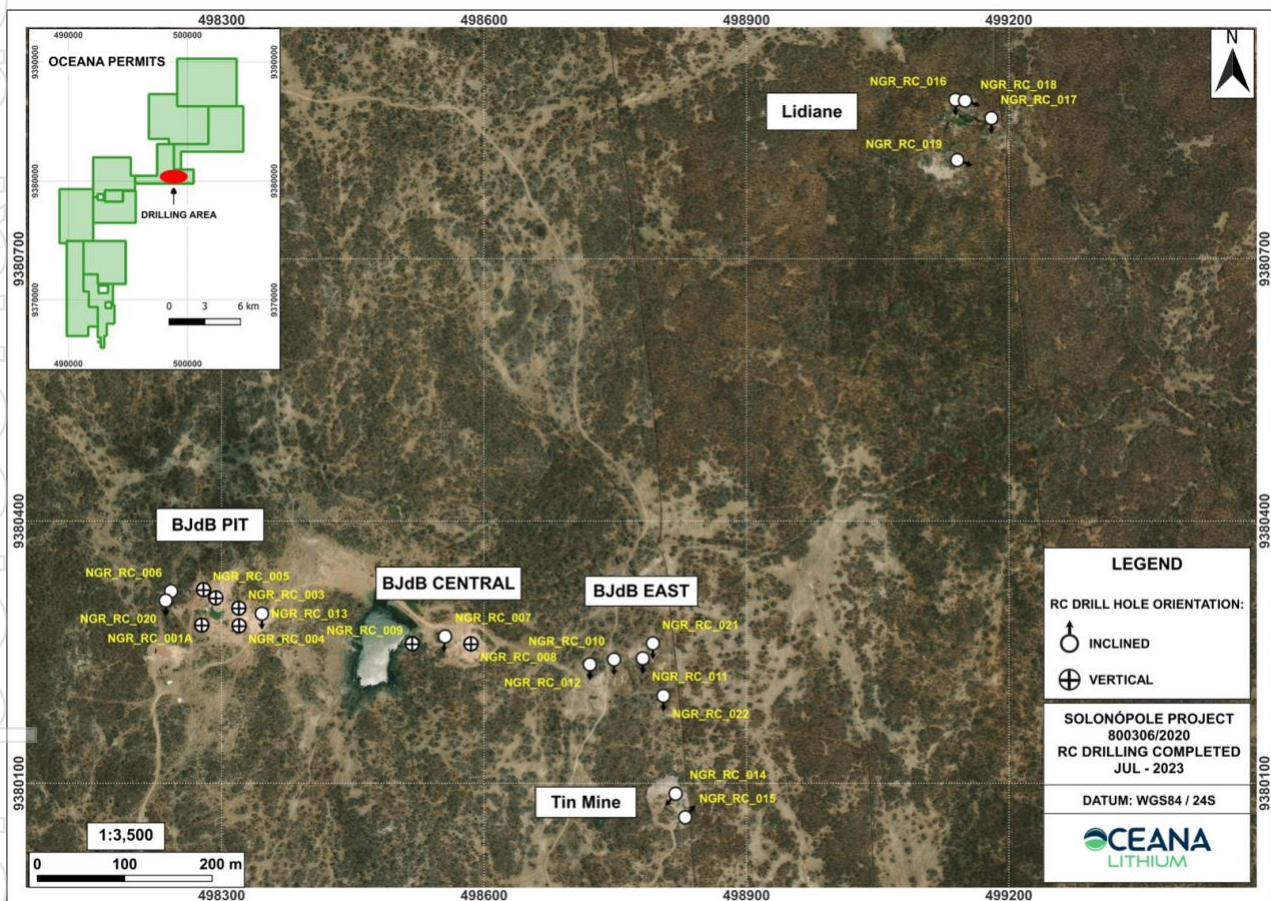 498300
498600
498900
499200
490000
500000
OCEANA PERMITS
9390000
9390000
9380000
9380000
9370000
9370000
DRILLING AREA
0 3 6 km
490000
500000
N
Lidiane
NGR_RC_016
NGR_RC_018
NGR_RC_017
NGR_RC_019
9380700
9380700
9380400
9380400
BJdB PIT
NGR_RC_006
NGR_RC_005
NGR_RC_003
NGR_RC_020
NGR_RC_013
NGR_RC_001A
NGR_RC_004
BJdB CENTRAL
NGR_RC_007
NGR_RC_009
NGR_RC_008
BJdB EAST
NGR_RC_021
NGR_RC_010
NGR_RC_012
NGR_RC_011
NGR_RC_022
Tin Mine
NGR_RC_014
NGR_RC_015
9380100
9380100
1:3,500
0 100 200 m
LEGEND
RC DRILL HOLE ORIENTATION:
INCLINED
VERTICAL
SOLONÓPOLE PROJECT
800306/2020
RC DRILLING COMPLETED
JUL - 2023
DATUM: WGS84 / 24S
OCEANA
LITHIUM
498300
498600
498900
499200